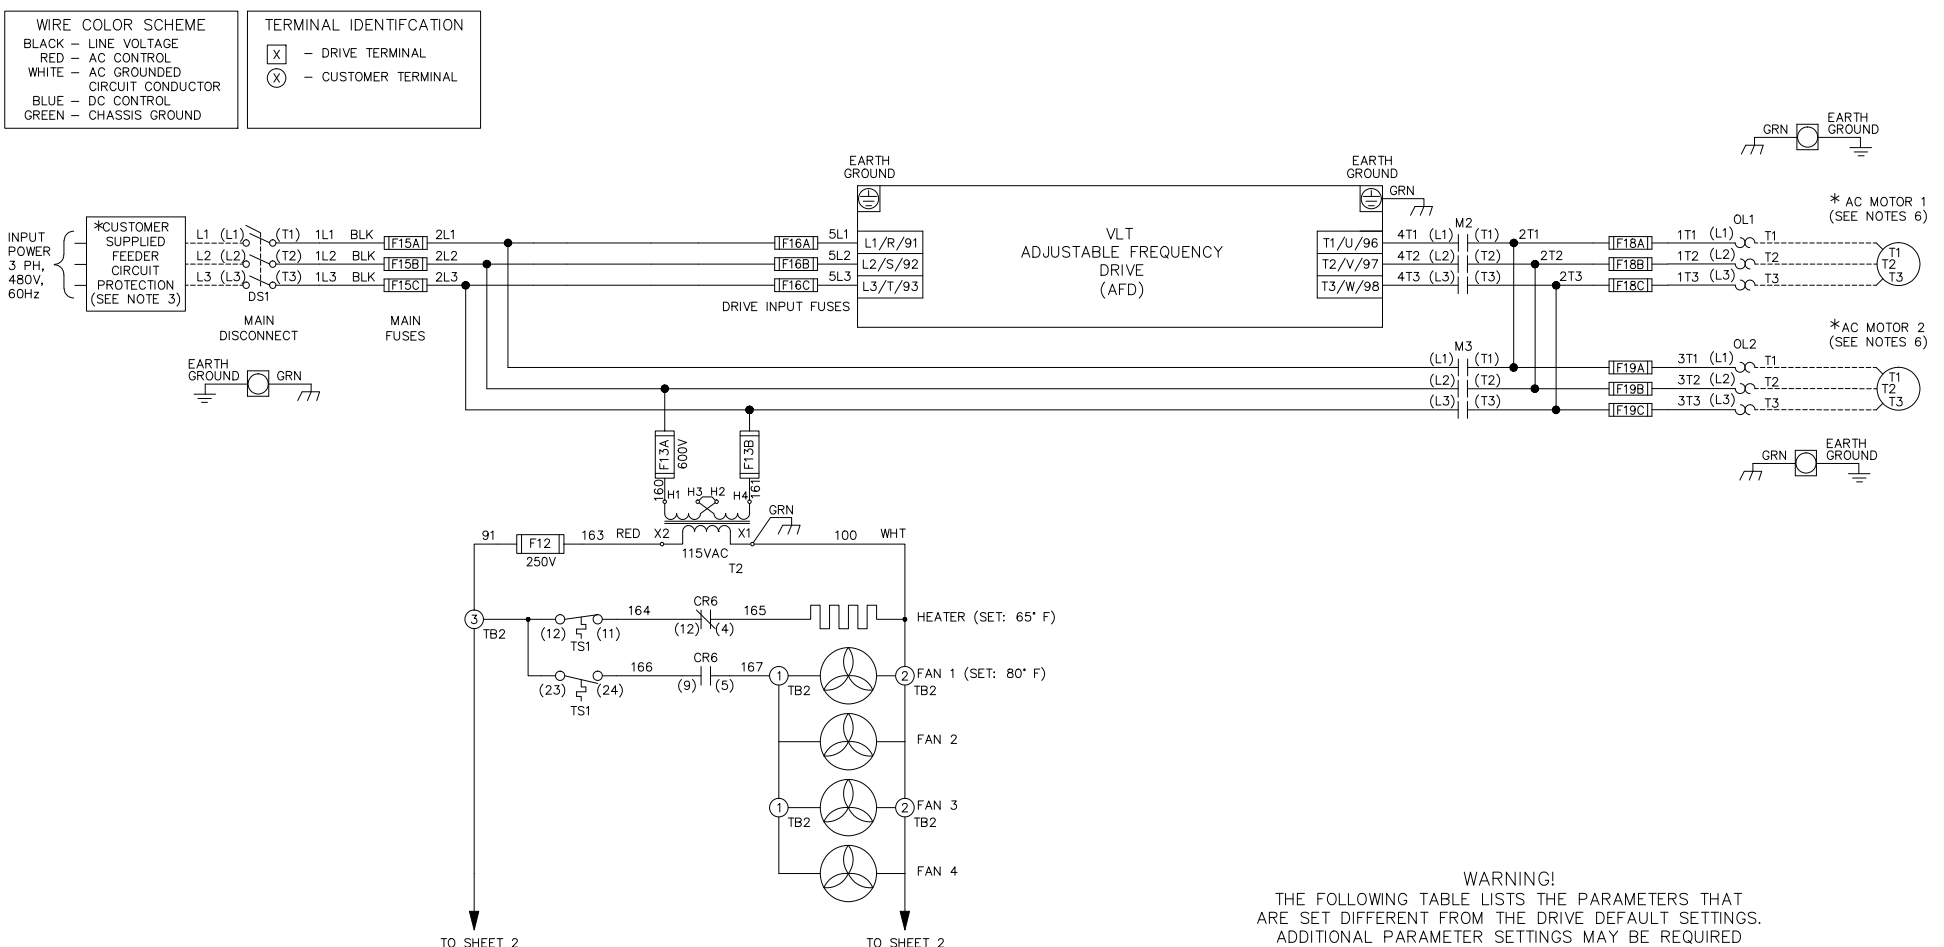 WIRE COLOR SCHEME
BLACK – LINE VOLTAGE
RED – AC CONTROL
WHITE – AC GROUNDED
CIRCUIT CONDUCTOR
BLUE – DC CONTROL
GREEN – CHASSIS GROUND
TERMINAL IDENTIFCATION
X – DRIVE TERMINAL
X – CUSTOMER TERMINAL
INPUT
POWER
3 PH,
480V,
60Hz
*CUSTOMER
SUPPLIED
FEEDER
CIRCUIT
PROTECTION
(SEE NOTE 3)
L1 (L1) (T1) 1L1 BLK F15A 2L1
L2 (L2) (T2) 1L2 BLK F15B 2L2
L3 (L3) (T3) 1L3 BLK F15C 2L3
DS1
MAIN
DISCONNECT
MAIN
FUSES
EARTH
GROUND GRN
F16A 5L1 L1/R/91
F16B 5L2 L2/S/92
F16C 5L3 L3/T/93
DRIVE INPUT FUSES
EARTH
GROUND
VLT
ADJUSTABLE FREQUENCY
DRIVE
(AFD)
EARTH
GROUND
GRN
T1/U/96 4T1 (L1) M2 (T1) 2T1 F18A 1T1 (L1) OL1 T1
T2/V/97 4T2 (L2) (T2) 2T2 F18B 1T2 (L2) T2
T3/W/98 4T3 (L3) (T3) 2T3 F18C 1T3 (L3) T3
GRN EARTH
GROUND
* AC MOTOR 1
(SEE NOTES 6)
T1
T2
T3
M3
(L1) (T1) F19A 3T1 (L1) OL2 T1
(L2) (T2) F19B 3T2 (L2) T2
(L3) (T3) F19C 3T3 (L3) T3
*AC MOTOR 2
(SEE NOTES 6)
T1
T2
T3
GRN EARTH
GROUND
F13A 600V F13B
160 H1 H3 H2 H4 161
GRN
91 F12 163 RED X2 X1 100 WHT
250V
115VAC
T2
3 TB2
(12) TS1 (11) 164 CR6 (12) (4) 165 HEATER (SET: 65° F)
(23) TS1 (24) 166 CR6 (9) (5) 167 1 TB2 2 TB2 FAN 1 (SET: 80° F)
FAN 2
1 TB2 2 TB2 FAN 3
FAN 4
TO SHEET 2
TO SHEET 2
WARNING!
THE FOLLOWING TABLE LISTS THE PARAMETERS THAT
ARE SET DIFFERENT FROM THE DRIVE DEFAULT SETTINGS.
ADDITIONAL PARAMETER SETTINGS MAY BE REQUIRED